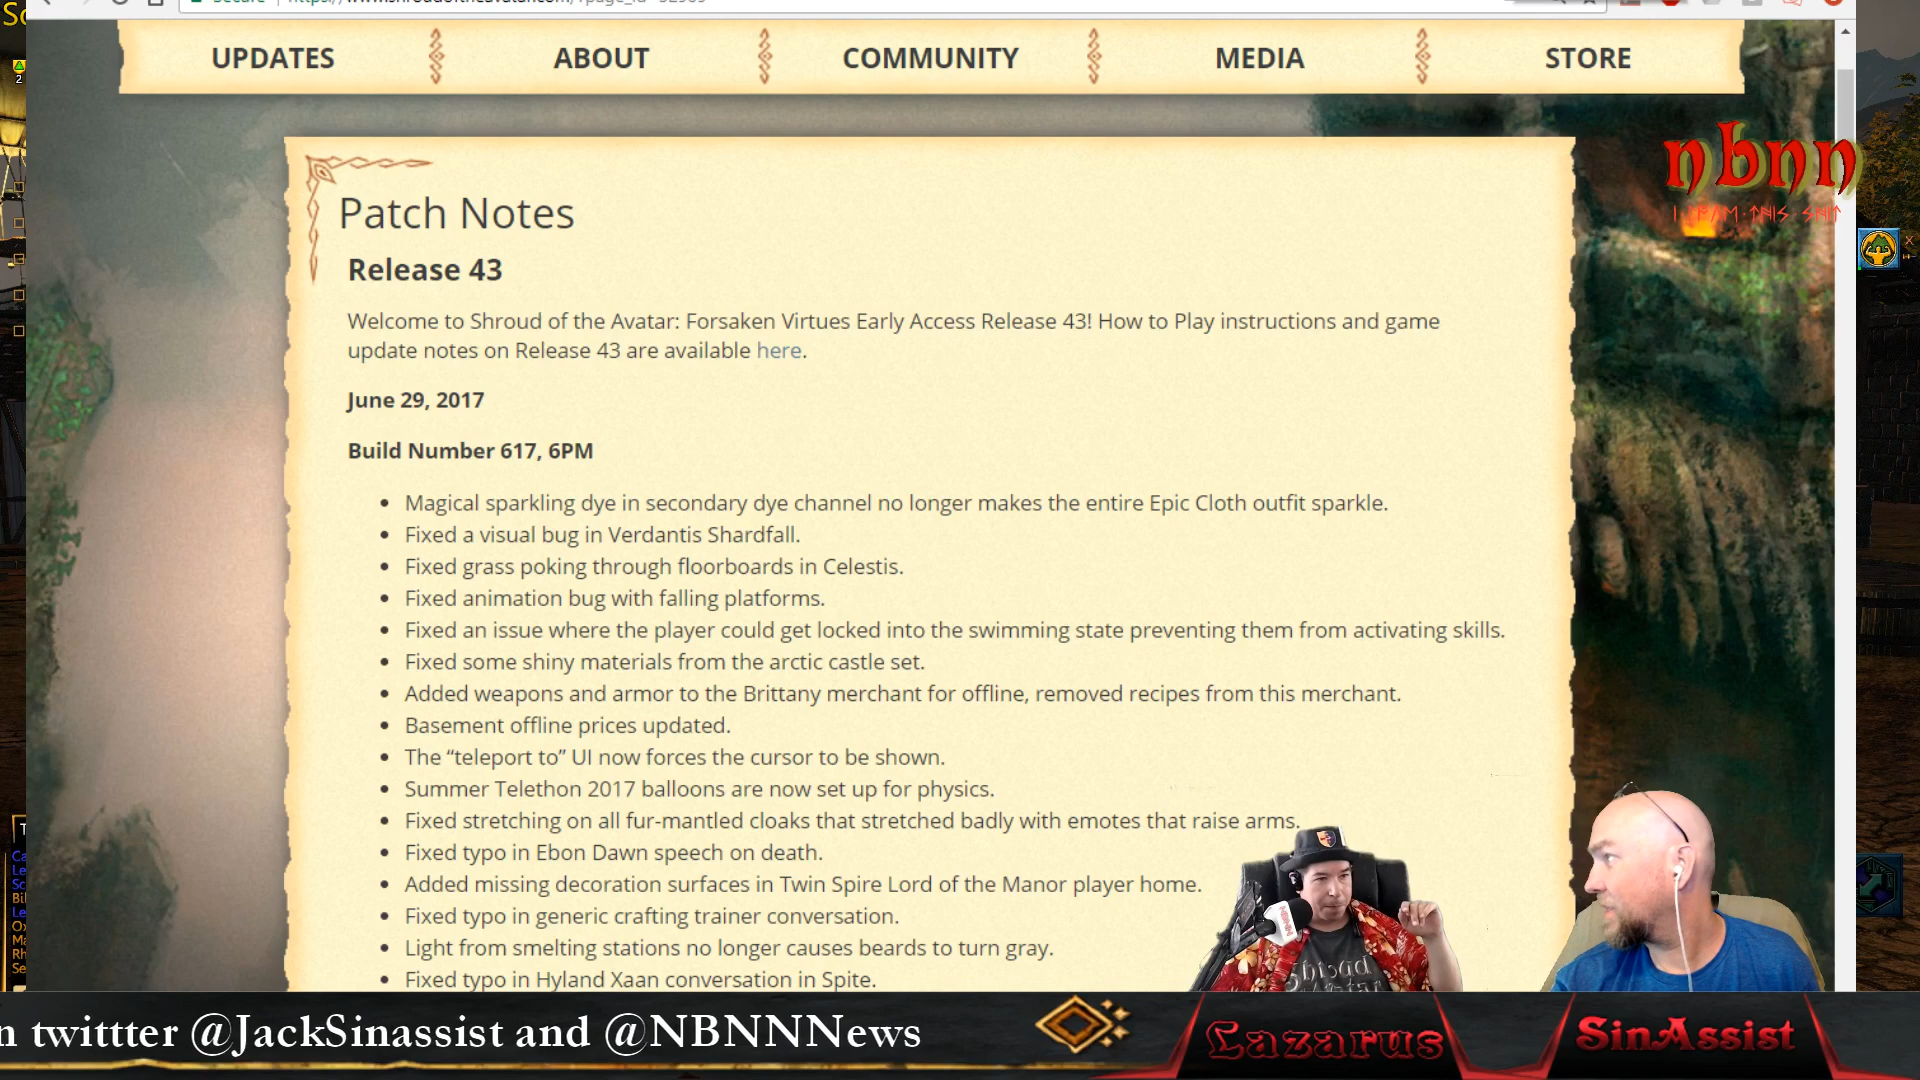 UPDATES
ABOUT
COMMUNITY
MEDIA
STORE
nbnn
Patch Notes
Release 43
Welcome to Shroud of the Avatar: Forsaken Virtues Early Access Release 43! How to Play instructions and game
update notes on Release 43 are available here.
June 29, 2017
Build Number 617, 6PM
• Magical sparkling dye in secondary dye channel no longer makes the entire Epic Cloth outfit sparkle.
• Fixed a visual bug in Verdantis Shardfall.
• Fixed grass poking through floorboards in Celestis.
• Fixed animation bug with falling platforms.
• Fixed an issue where the player could get locked into the swimming state preventing them from activating skills.
• Fixed some shiny materials from the arctic castle set.
• Added weapons and armor to the Brittany merchant for offline, removed recipes from this merchant.
• Basement offline prices updated.
• The “teleport to” UI now forces the cursor to be shown.
• Summer Telethon 2017 balloons are now set up for physics.
• Fixed stretching on all fur-mantled cloaks that stretched badly with emotes that raise arms.
• Fixed typo in Ebon Dawn speech on death.
• Added missing decoration surfaces in Twin Spire Lord of the Manor player home.
• Fixed typo in generic crafting trainer conversation.
• Light from smelting stations no longer causes beards to turn gray.
• Fixed typo in Hyland Xaan conversation in Spite.
n twittter @JackSinassist and @NBNNNews
Lazarus
SinAssist